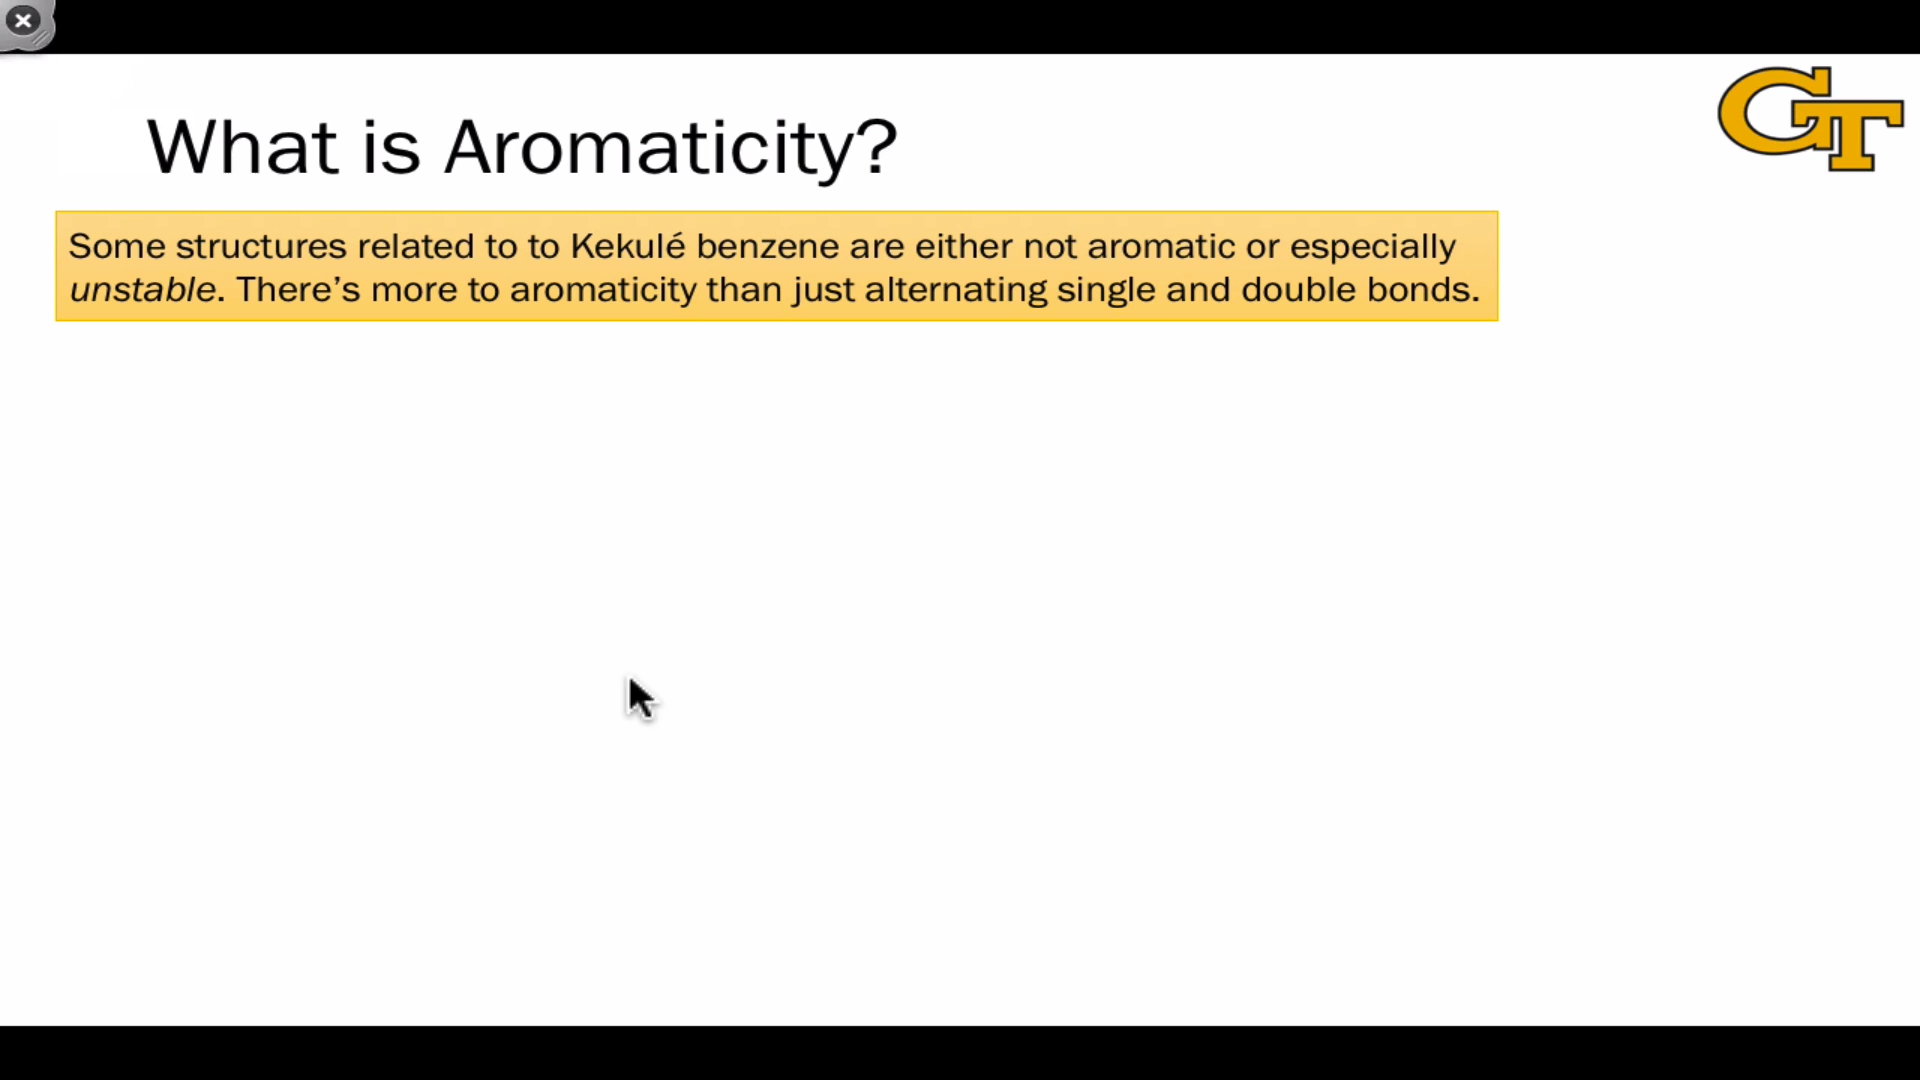 What is Aromaticity?
GT
Some structures related to to Kekulé benzene are either not aromatic or especially
unstable. There’s more to aromaticity than just alternating single and double bonds.